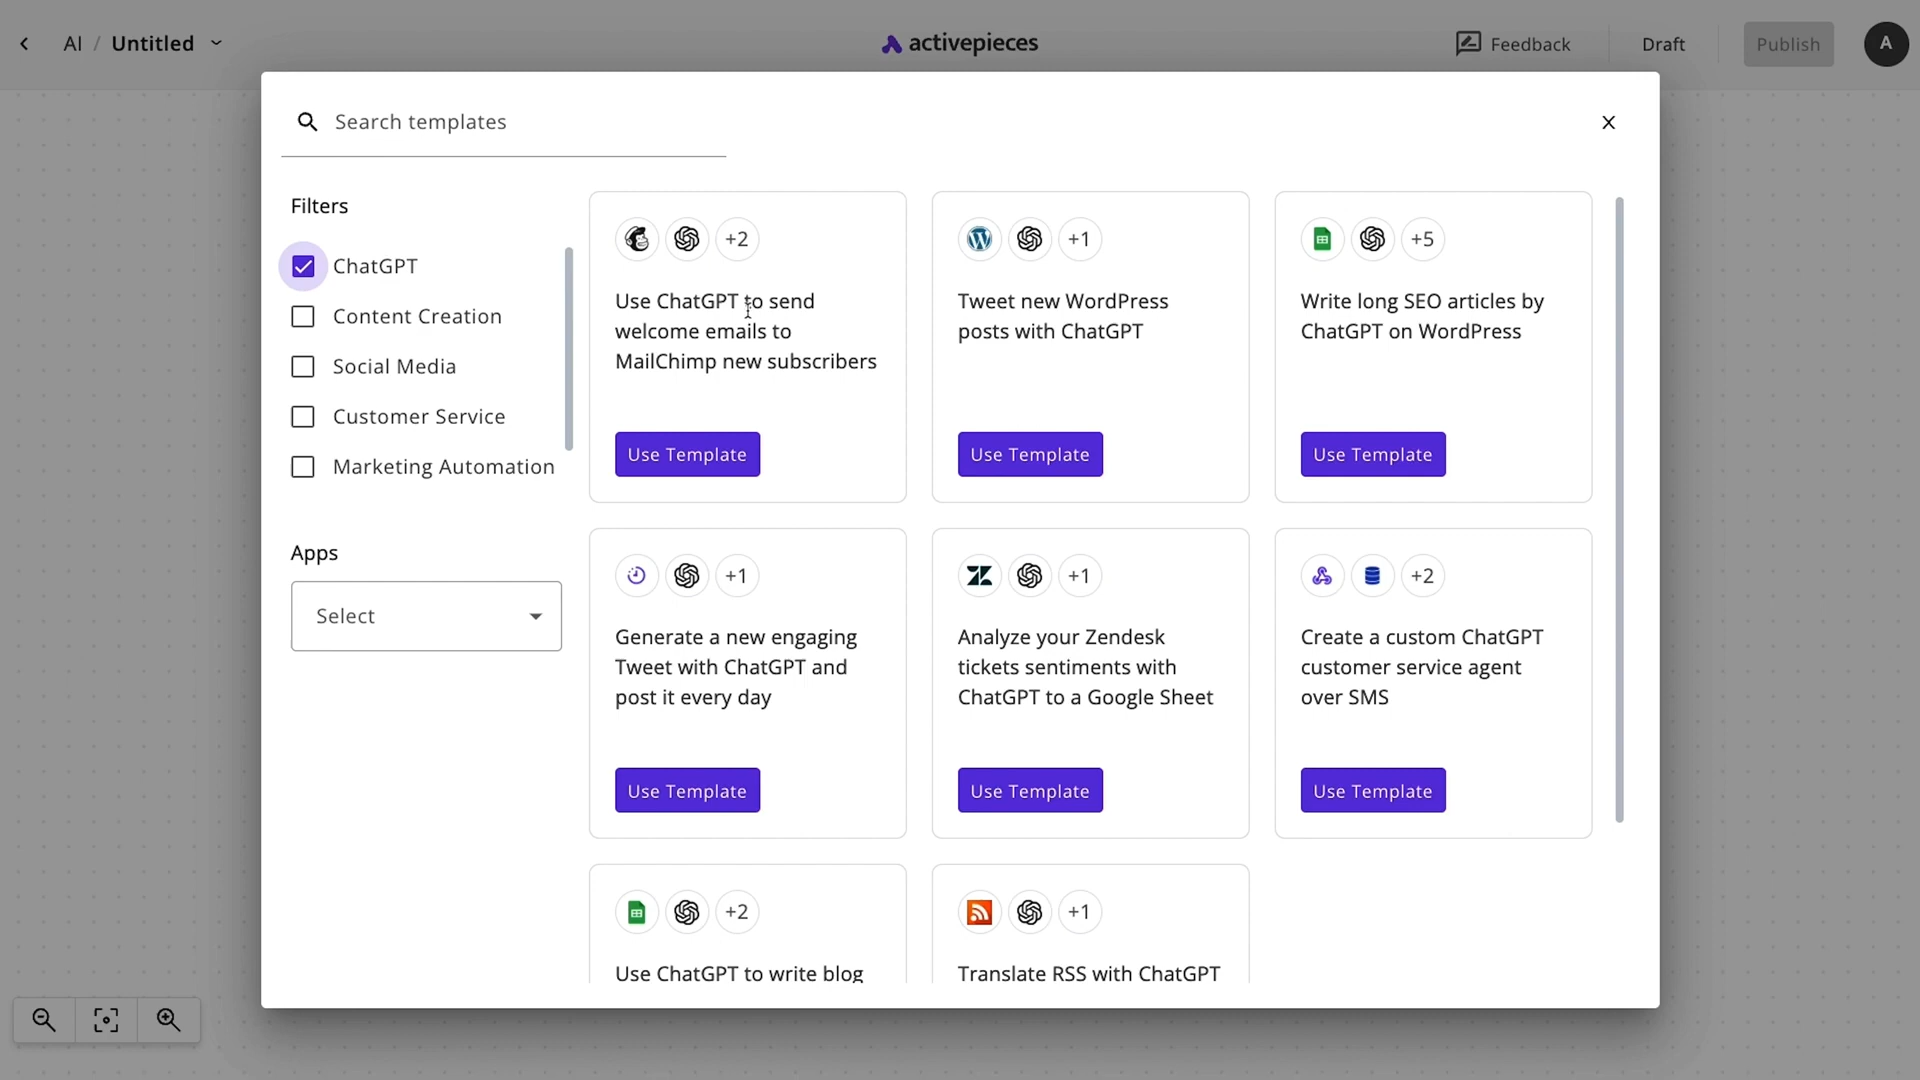 AI / Untitled
activepieces
Feedback
Draft
Publish
A
Search templates
Filters
ChatGPT
Content Creation
Social Media
Customer Service
Marketing Automation
Apps
Select
+2
Use ChatGPT to send
welcome emails to
MailChimp new subscribers
Use Template
+1
Tweet new WordPress
posts with ChatGPT
Use Template
+5
Write long SEO articles by
ChatGPT on WordPress
Use Template
+1
Generate a new engaging
Tweet with ChatGPT and
post it every day
Use Template
+1
Analyze your Zendesk
tickets sentiments with
ChatGPT to a Google Sheet
Use Template
+2
Create a custom ChatGPT
customer service agent
over SMS
Use Template
+2
Use ChatGPT to write blog
+1
Translate RSS with ChatGPT